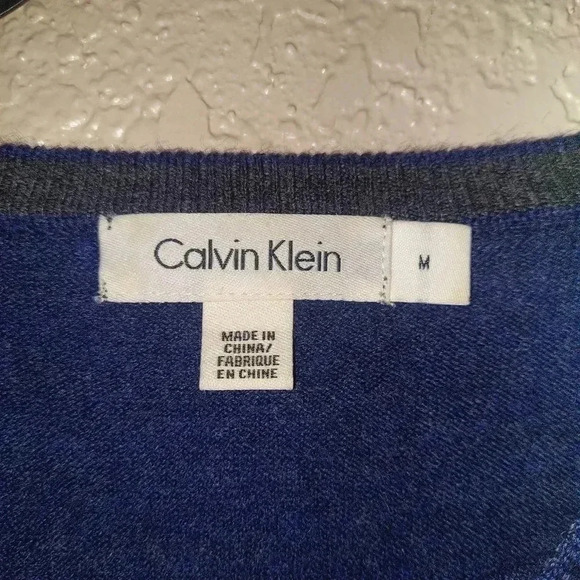 Calvin Klein
M
MADE IN
CHINA/
FABRIQUE
EN CHINE